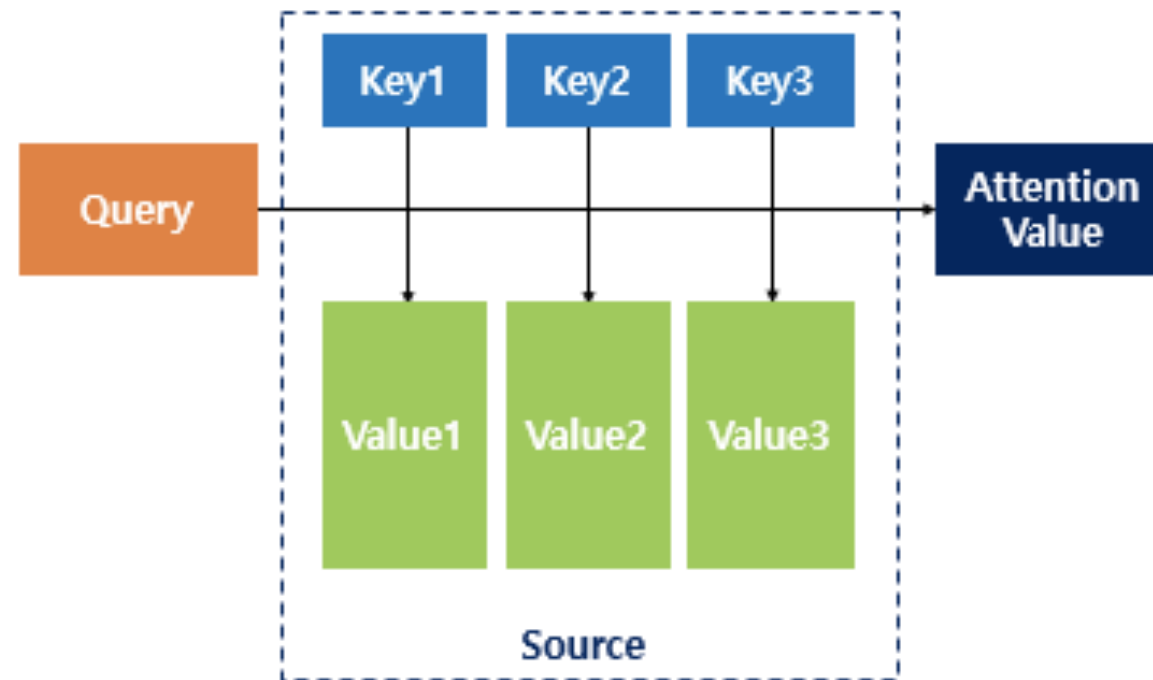 Key1 Key2 Key3
Query
Attention
Value
Value1 Value2 Value3
Source